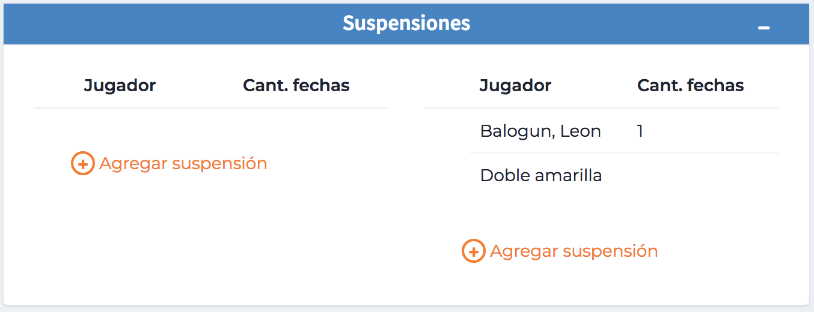 Suspensiones
Jugador Cant. fechas
Agregar suspensión
Jugador Cant. fechas
Balogun, Leon 1
Doble amarilla
Agregar suspensión